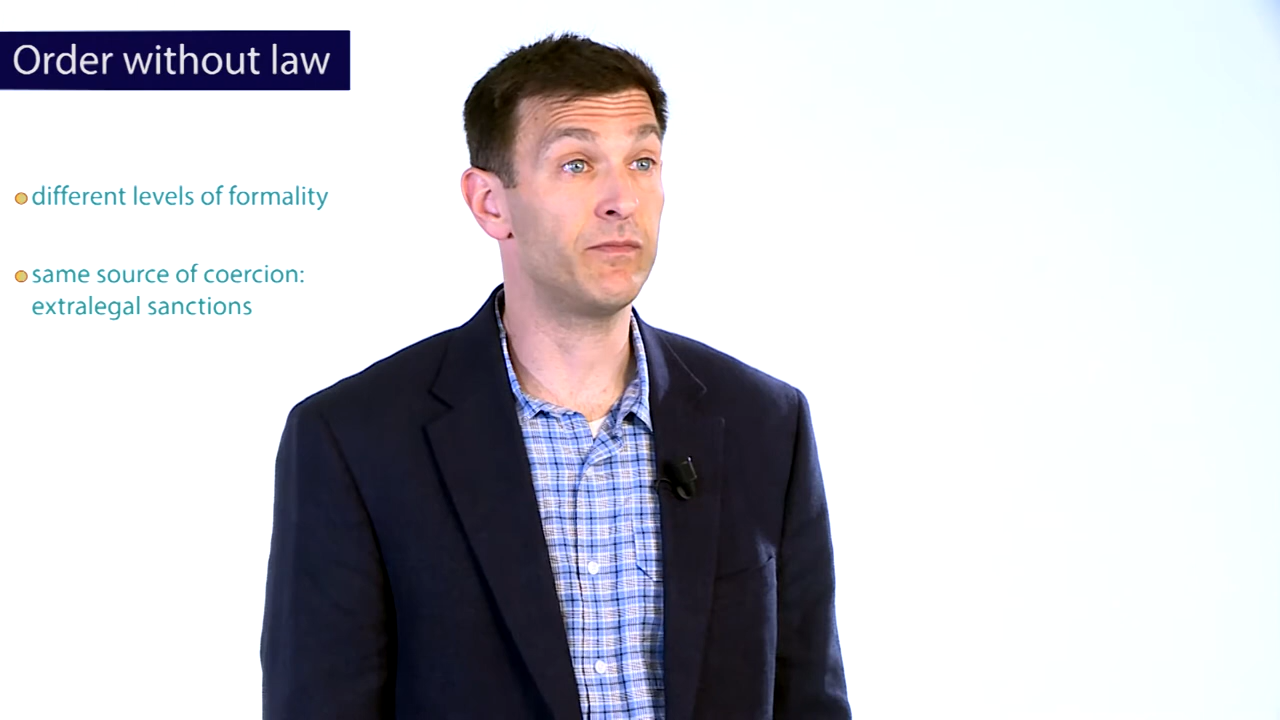 Order without law
different levels of formality
same source of coercion:
extralegal sanctions